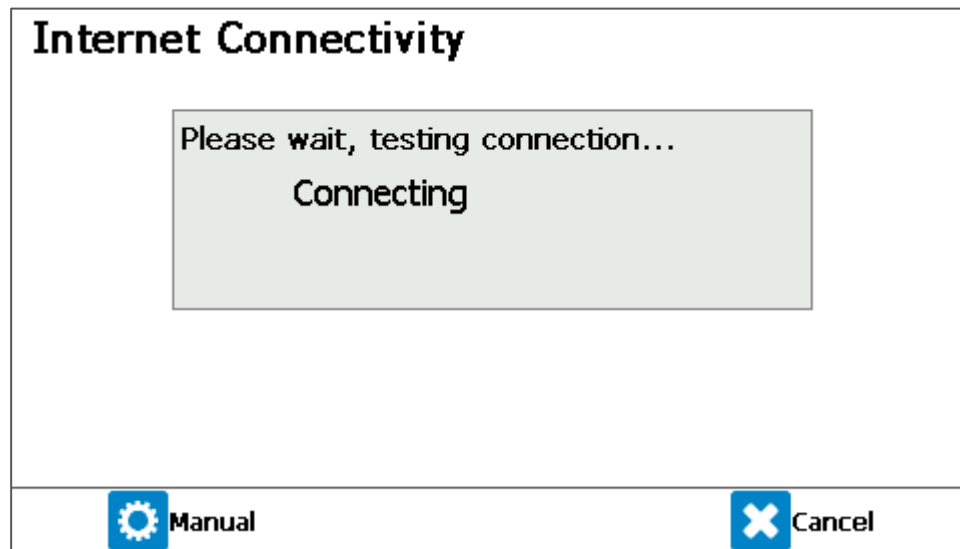 Internet Connectivity
Please wait, testing connection...
Connecting
Manual
Cancel